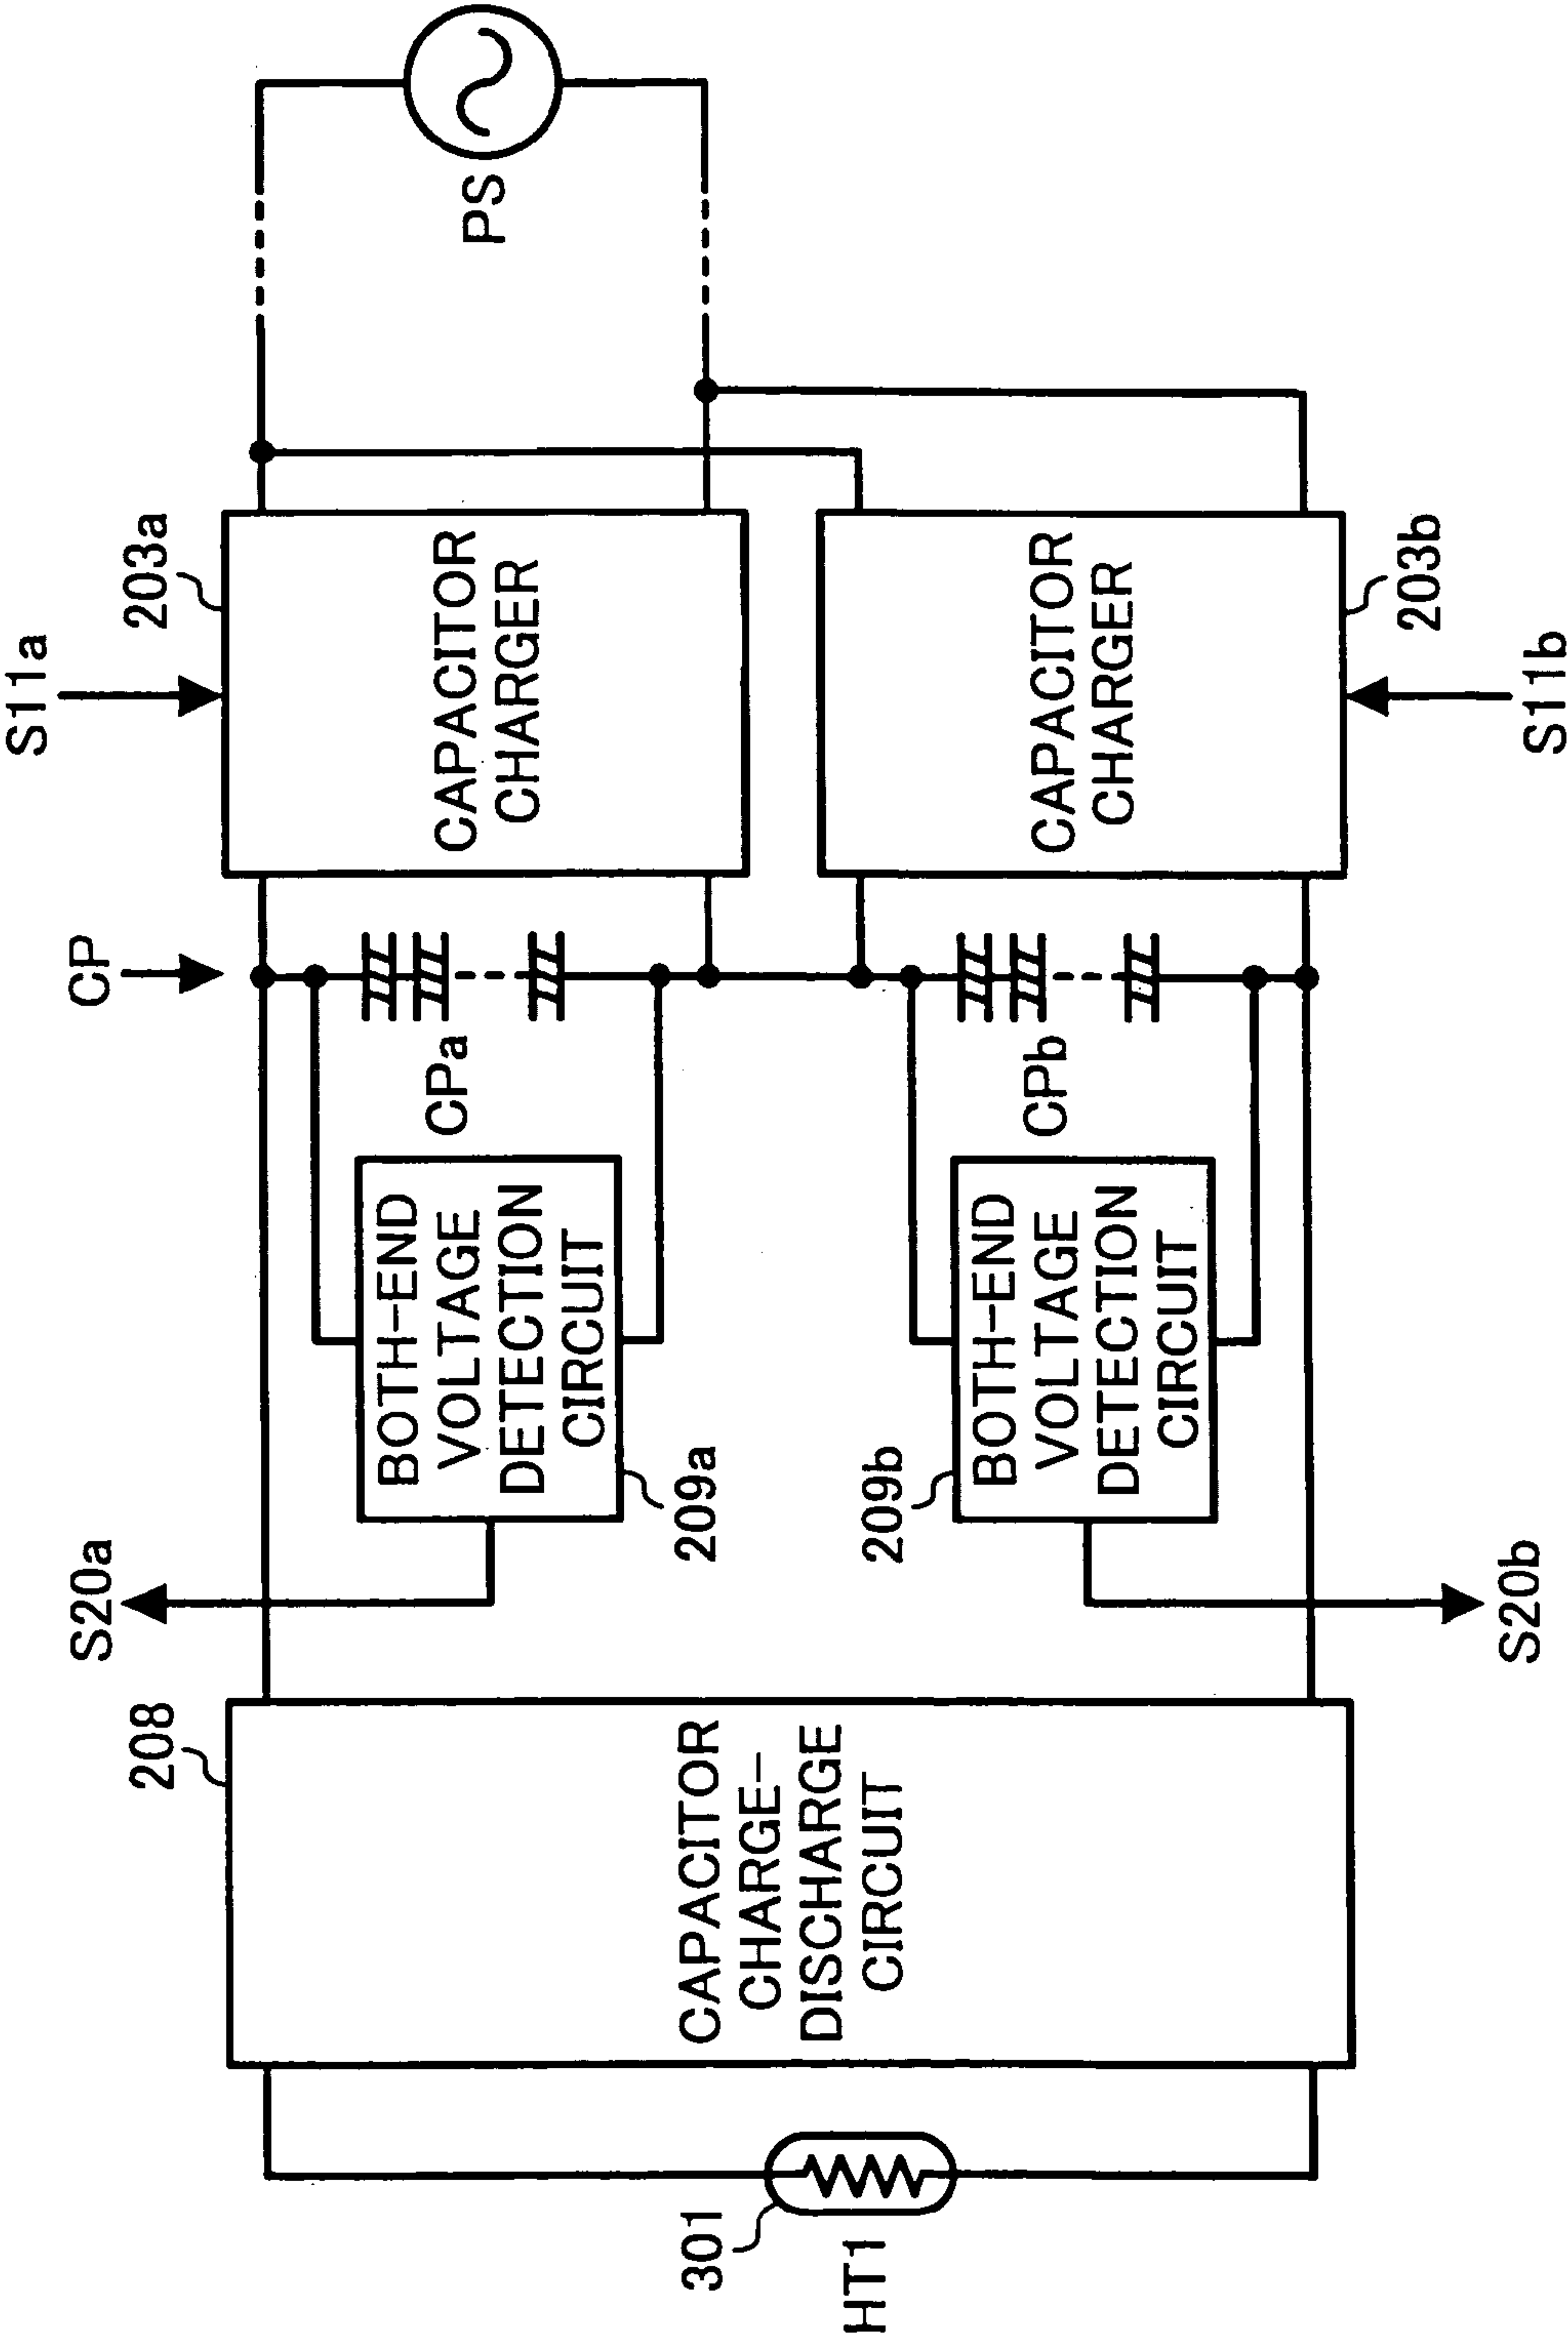 S11a
203a
CAPACITOR
CHARGER
PS
CP
CAPACITOR
CHARGER
203b
S11b
CPa
BOTH-END
VOLTAGE
DETECTION
CIRCUIT
209a
CPb
BOTH-END
VOLTAGE
DETECTION
CIRCUIT
209b
S20a
S20b
208
CAPACITOR
CHARGE-
DISCHARGE
CIRCUIT
301
HT1